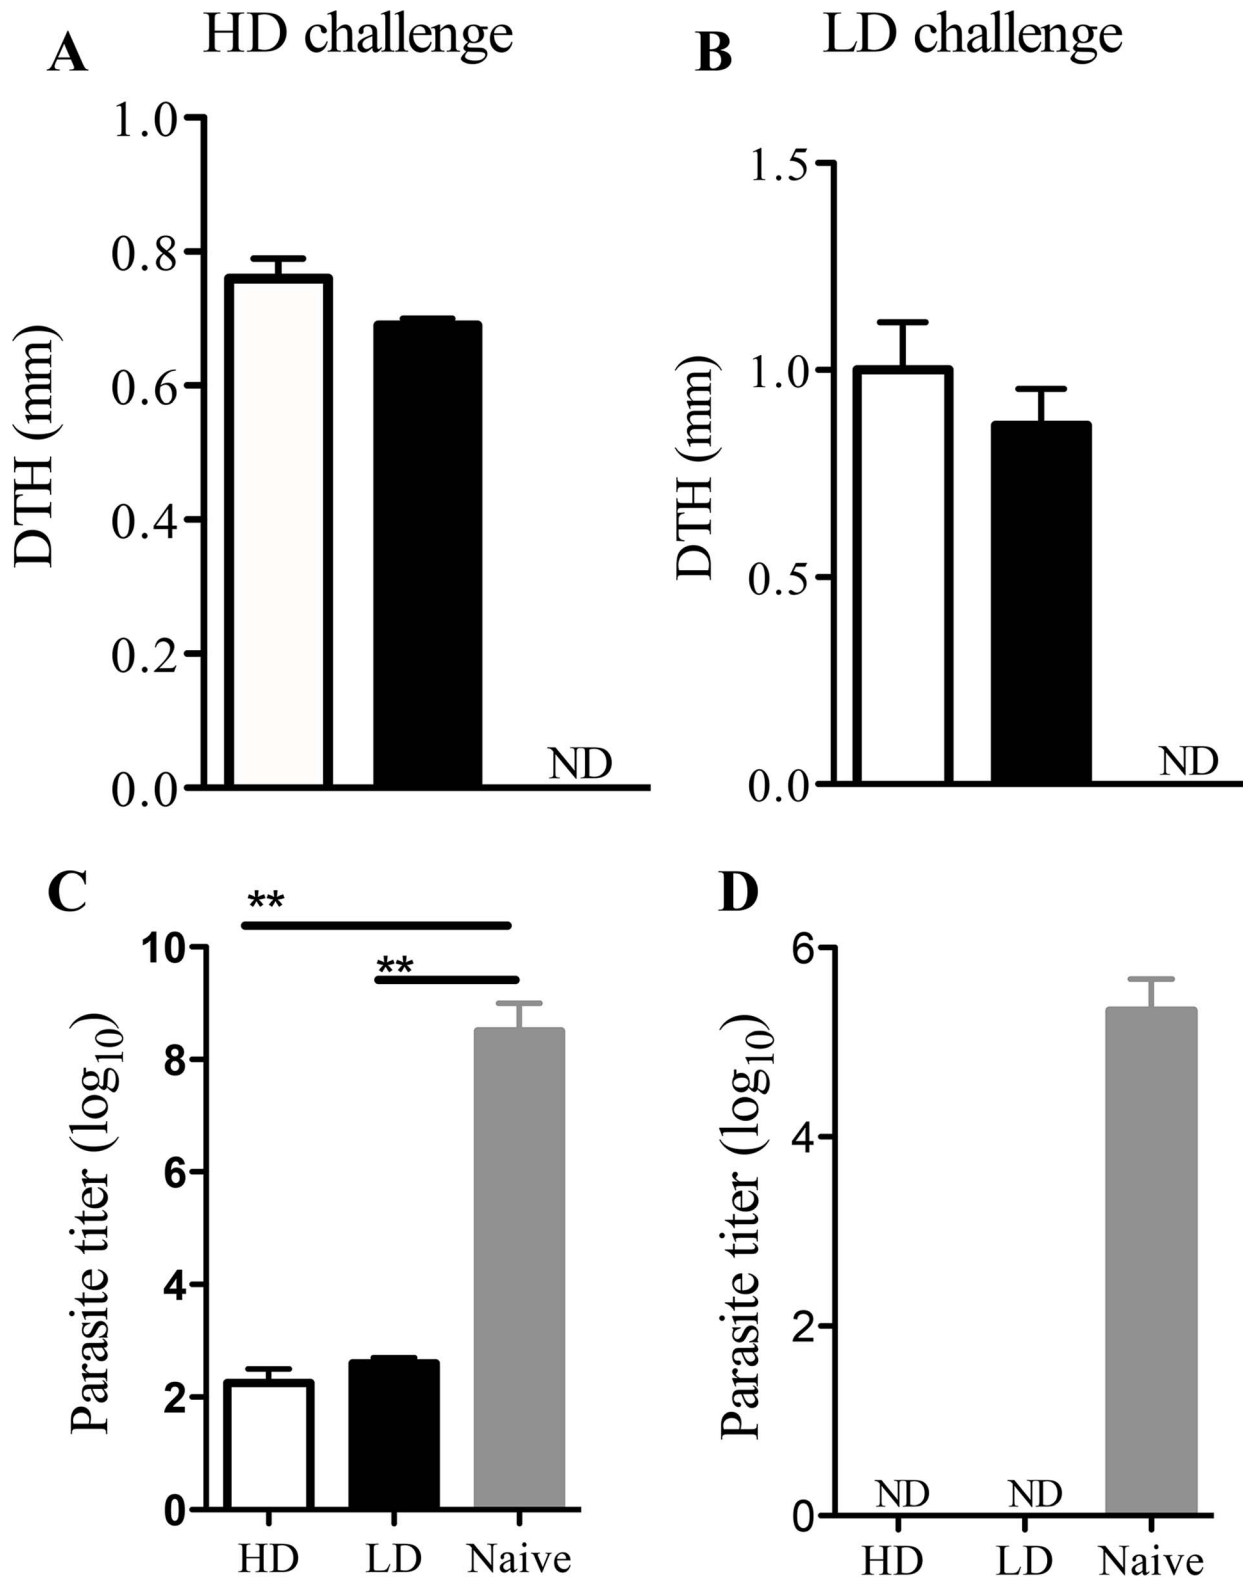 A HD challenge
B LD challenge
DTH (mm)
1.0
0.8
0.6
0.4
0.2
0.0
ND
DTH (mm)
1.5
1.0
0.5
0.0
ND
C
**
**
Parasite titer (log10)
10
8
6
4
2
0
HD LD Naive
D
Parasite titer (log10)
6
4
2
0
ND ND
HD LD Naive